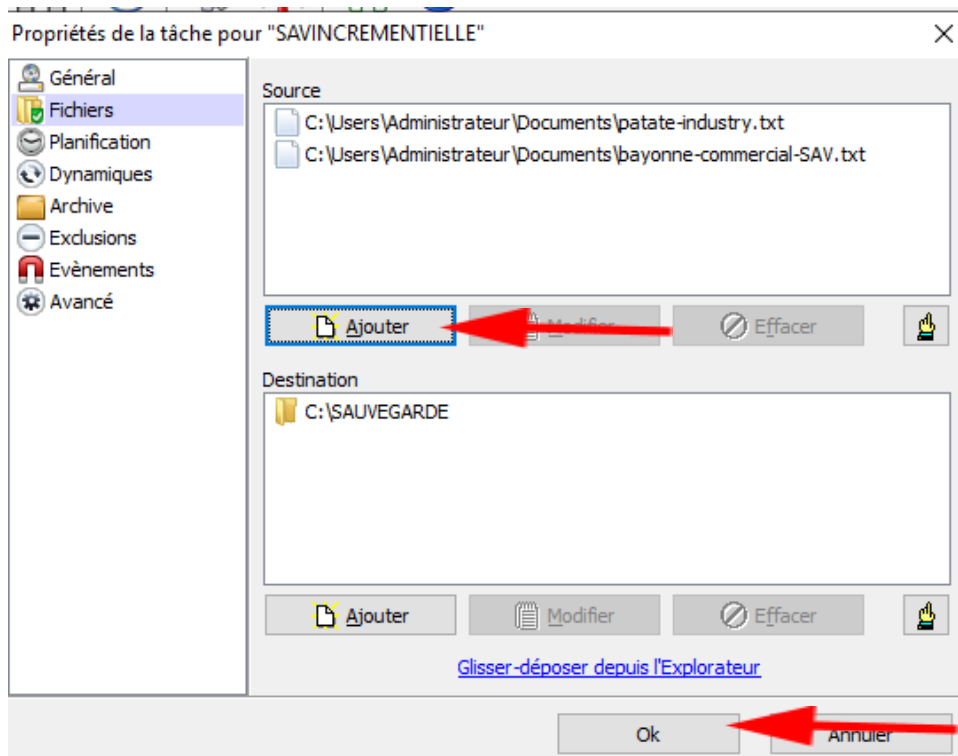 Propriétés de la tâche pour "SAVINCREMENTIELLE"
Général
Fichiers
Planification
Dynamiques
Archive
Exclusions
Evènements
Avancé
Source
C:\Users\Administrateur\Documents\patate-industry.txt
C:\Users\Administrateur\Documents\bayonne-commercial-SAV.txt
Ajouter Modifier Effacer
Destination
C:\SAUVEGARDE
Ajouter Modifier Effacer
Glisser-déposer depuis l'Explorateur
Ok Annuler